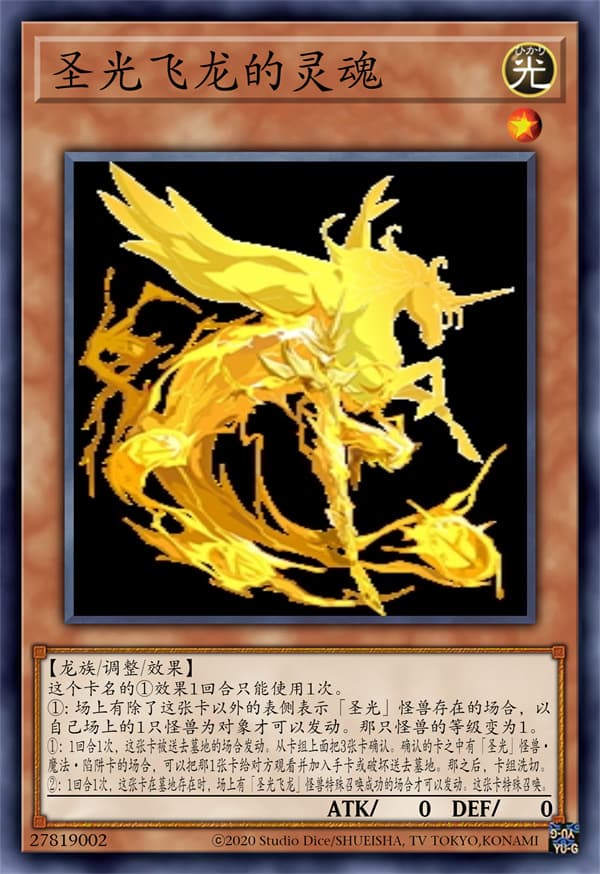 圣光飞龙的灵魂
ひかり
光
【龙族/调整/效果】
这个卡名的①效果1回合只能使用1次。
①: 场上有除了这张卡以外的表侧表示「圣光」怪兽存在的场合，以
自己场上的1只怪兽为对象才可以发动。那只怪兽的等级变为1。
①: 1回合1次，这张卡被送去墓地的场合发动。从卡组上面把3张卡确认。确认的卡之中有「圣光」怪兽·
魔法·陷阱卡的场合，可以把那1张卡给对方观看并加入手卡或破坏送去墓地。那之后，卡组洗切。
②: 1回合1次，这张卡在墓地存在时，场上有「圣光飞龙」怪兽特殊召唤成功的场合才可以发动。这张卡特殊召唤。
ATK/ 0 DEF/ 0
27819002
©2020 Studio Dice/SHUEISHA, TV TOKYO,KONAMI
YU-G